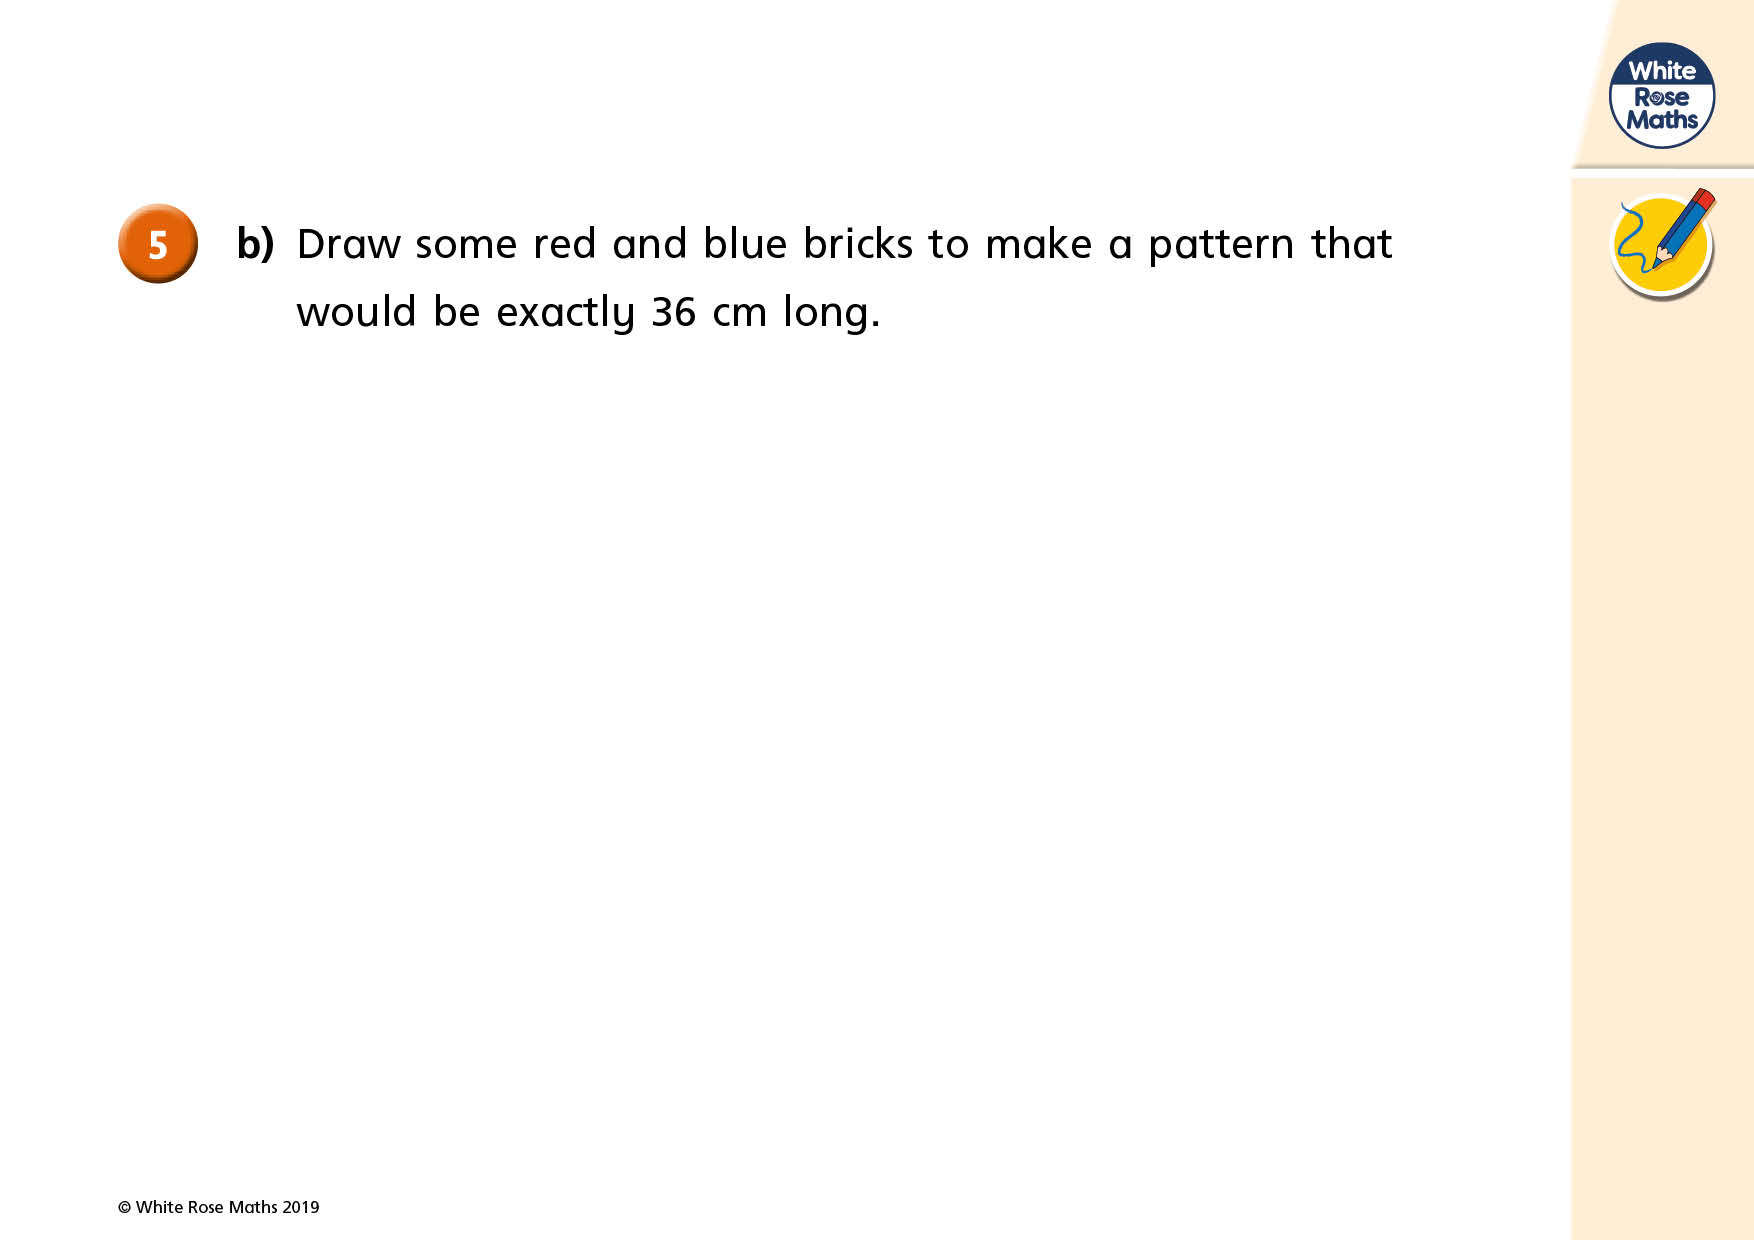 White
Rose
Maths
5 b) Draw some red and blue bricks to make a pattern that
would be exactly 36 cm long.
© White Rose Maths 2019